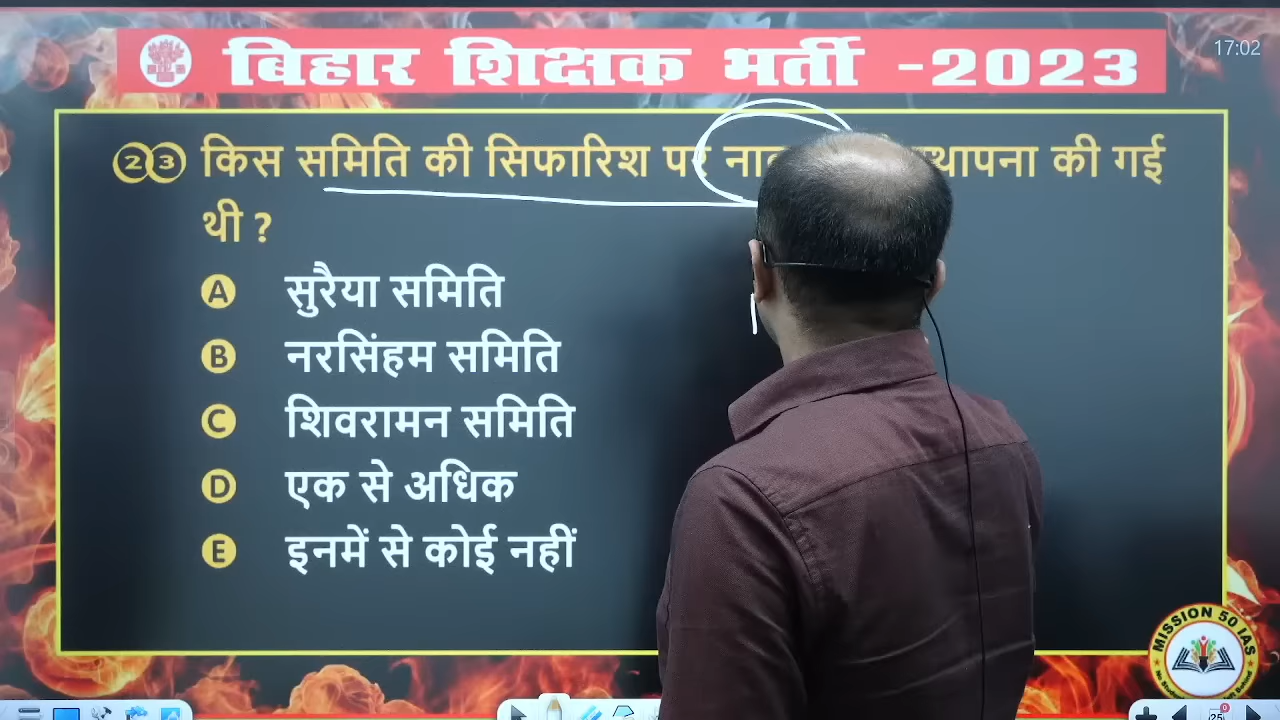 बिहार शिक्षक भर्ती -2023
17:02
23 किस समिति की सिफारिश पर की गई
थी ?
A सुरैया समिति
B नरसिंहम समिति
C शिवरामन समिति
D एक से अधिक
E इनमें से कोई नहीं
MISSION 50 IAS
25